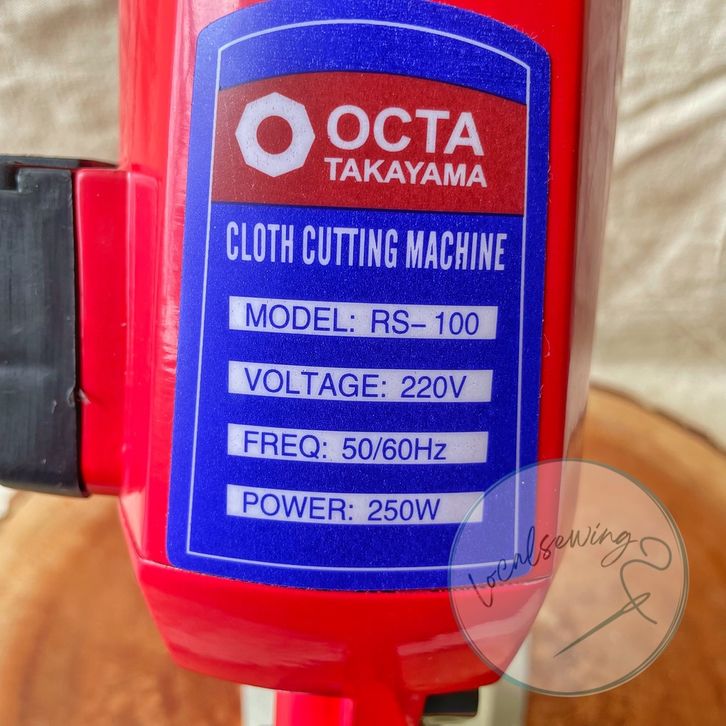 OCTA
TAKAYAMA
CLOTH CUTTING MACHINE
MODEL: RS-100
VOLTAGE: 220V
FREQ: 50/60Hz
POWER: 250W
Localsewing